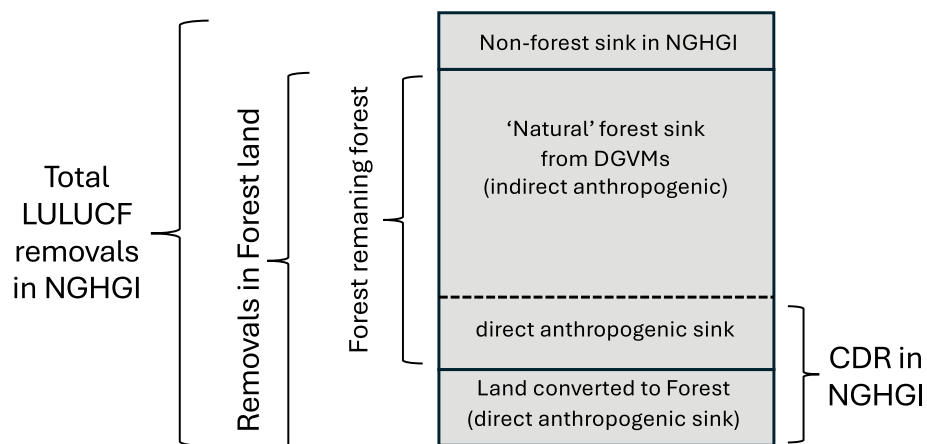 Total
LULUCF
removals
in NGHGI
Removals in Forest land
Forest remaining forest
Non-forest sink in NGHGI
‘Natural’ forest sink
from DGVMs
(indirect anthropogenic)
direct anthropogenic sink
Land converted to Forest
(direct anthropogenic sink)
CDR in
NGHGI